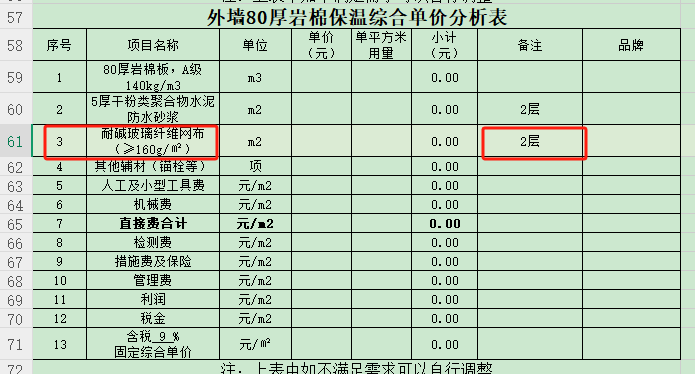 57 外墙80厚岩棉保温综合单价分析表
58 序号 项目名称 单位 单价（元） 单平方米用量 小计（元） 备注 品牌
59 1 80厚岩棉板，A级 140kg/m3 m3 0.00
60 2 5厚干粉类聚合物水泥防水砂浆 m2 0.00 2层
61 3 耐碱玻璃纤维网布（≥160g/㎡） m2 0.00 2层
62 4 其他辅材（锚栓等） 项 0.00
63 5 人工及小型工具费 元/m2 0.00
64 6 机械费 元/m2 0.00
65 7 直接费合计 元/m2 0.00
66 8 检测费 元/m2 0.00
67 9 措施费及保险 元/m2 0.00
68 10 管理费 元/m2 0.00
69 11 利润 元/m2 0.00
70 12 税金 元/m2 0.00
71 13 含税 9 % 固定综合单价 元/㎡ 0.00
72 注：上表中如不满足需求可以自行调整